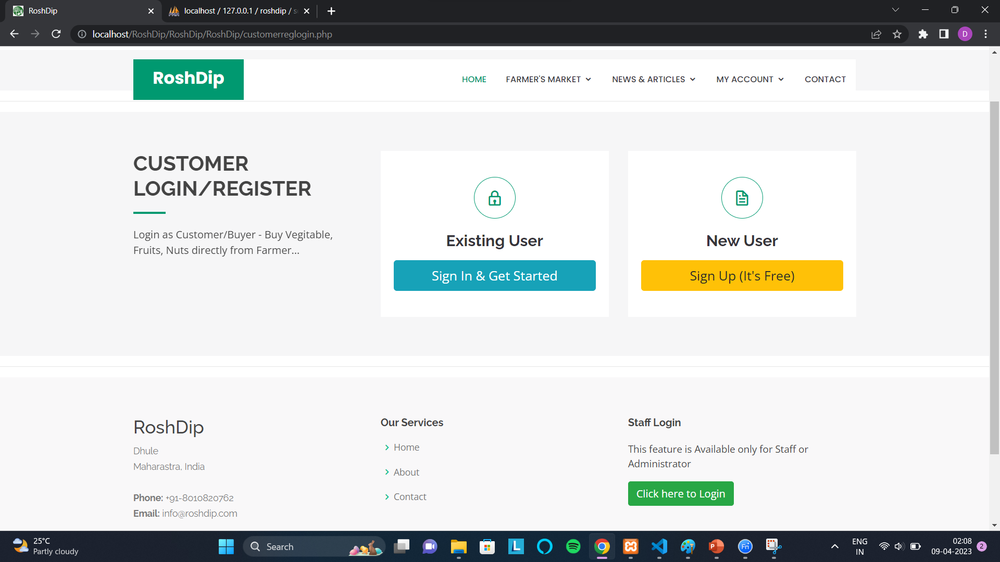 RoshDip
localhost / 127.0.0.1 / roshdip / s
localhost/RoshDip/RoshDip/RoshDip/customerreglogin.php
D
RoshDip
HOME
FARMER'S MARKET
NEWS & ARTICLES
MY ACCOUNT
CONTACT
CUSTOMER
LOGIN/REGISTER
Login as Customer/Buyer - Buy Vegitable,
Fruits, Nuts directly from Farmer...
Existing User
Sign In & Get Started
New User
Sign Up (It's Free)
RoshDip
Dhule
Maharastra, India
Phone: +91-8010820762
Email: info@roshdip.com
Our Services
Home
About
Contact
Staff Login
This feature is Available only for Staff or
Administrator
Click here to Login
25°C
Partly cloudy
Search
L
P
Fri
ENG
IN
02:08
09-04-2023
2